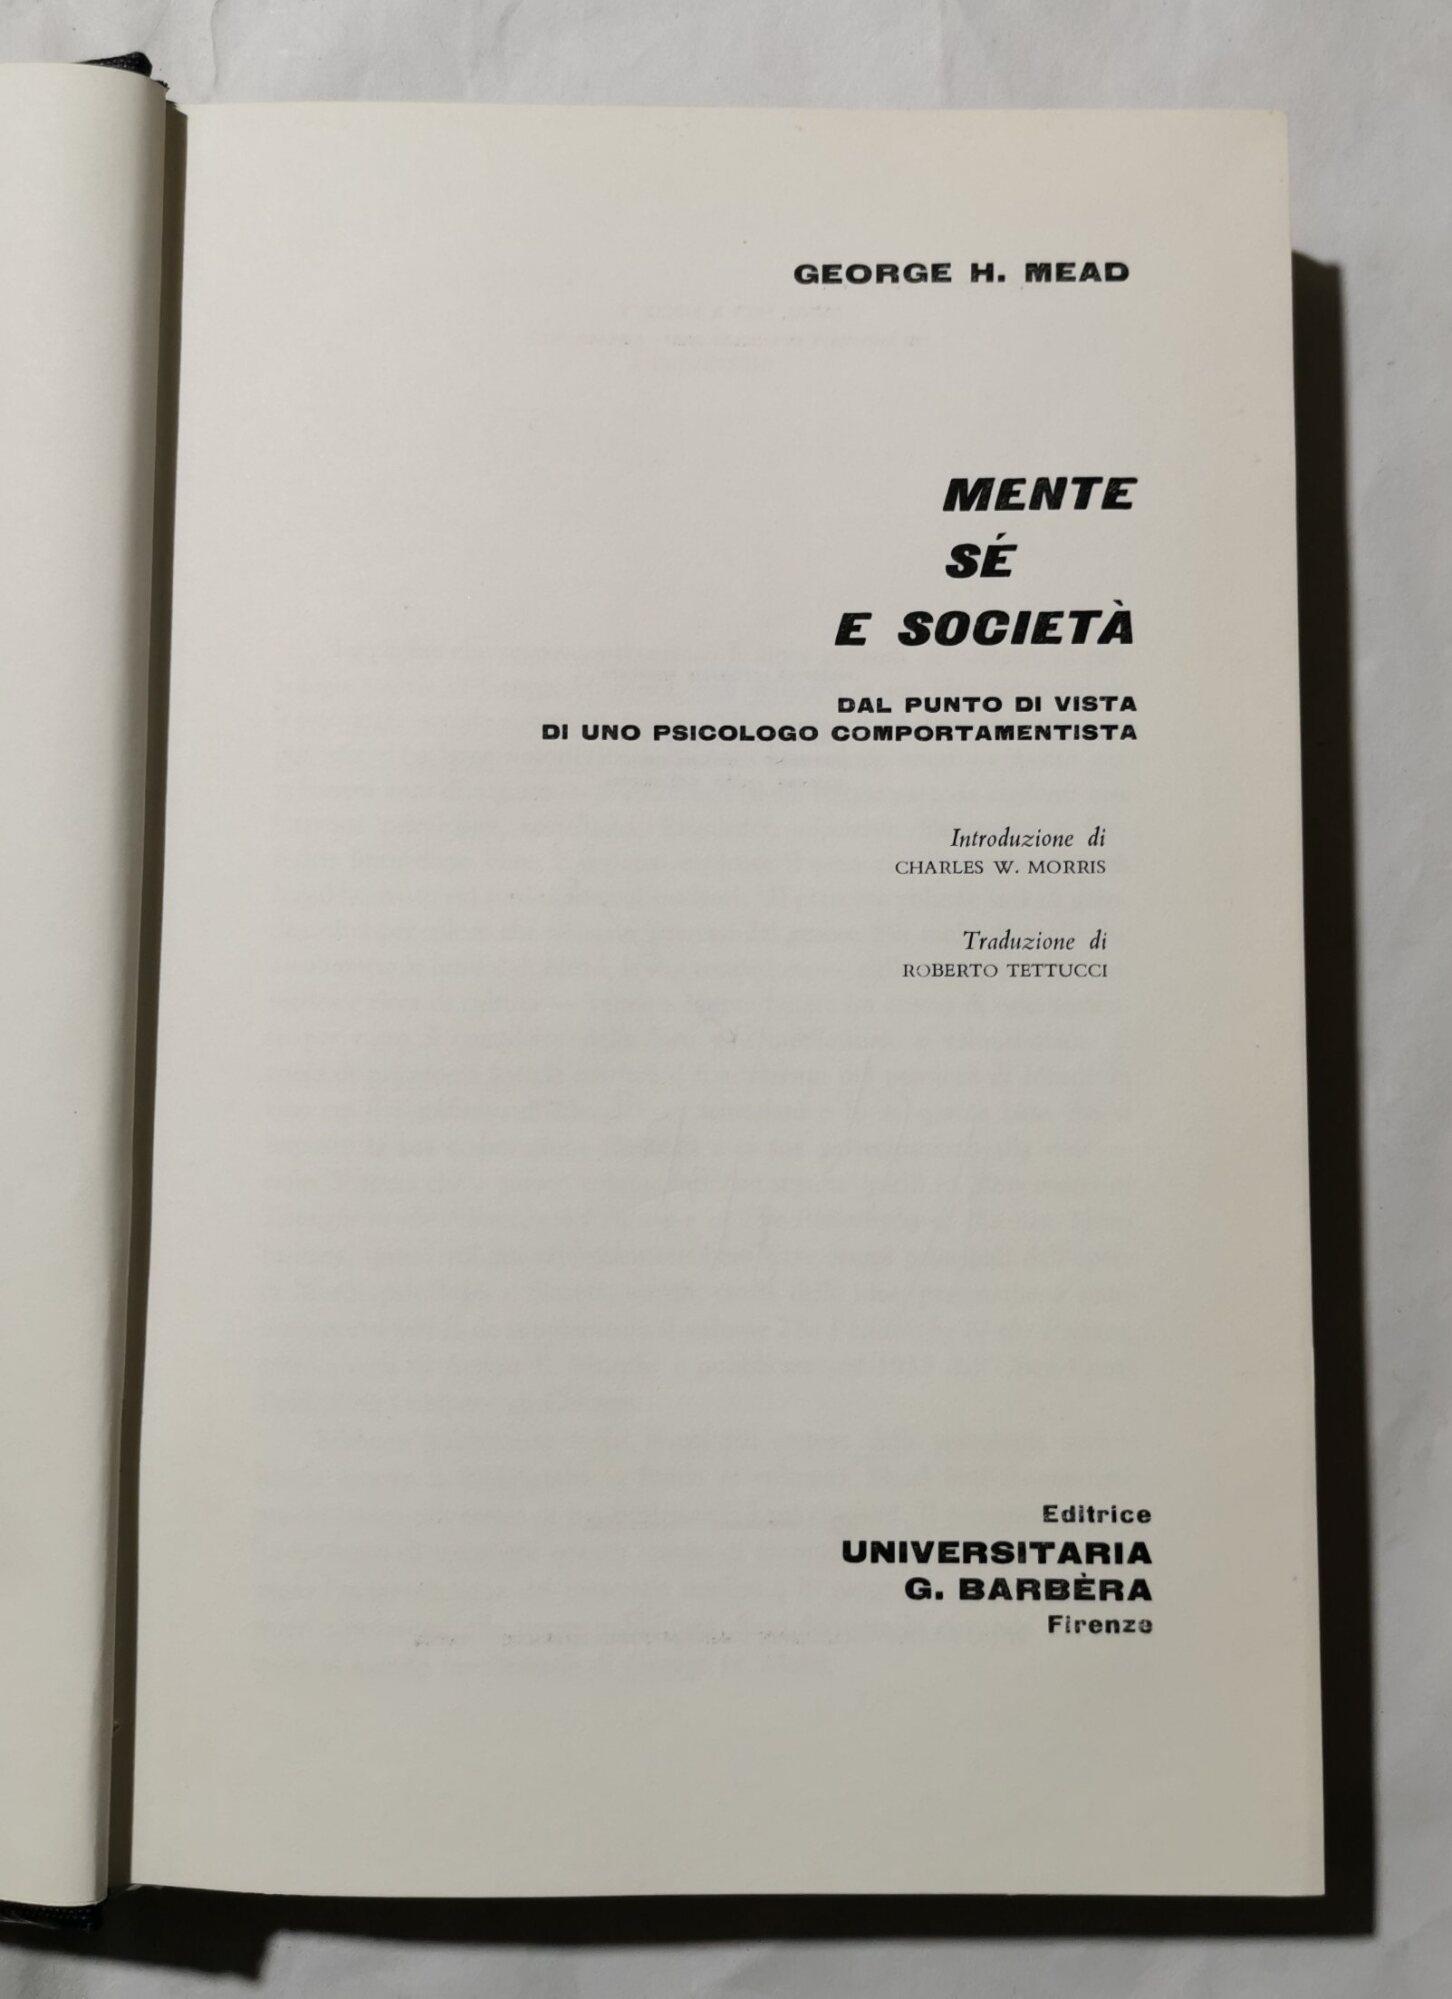 GEORGE H. MEAD
MENTE
SÉ
E SOCIETÀ
DAL PUNTO DI VISTA
DI UNO PSICOLOGO COMPORTAMENTISTA
Introduzione di
CHARLES W. MORRIS
Traduzione di
ROBERTO TETTUCCI
Editrice
UNIVERSITARIA
G. BARBÈRA
Firenze